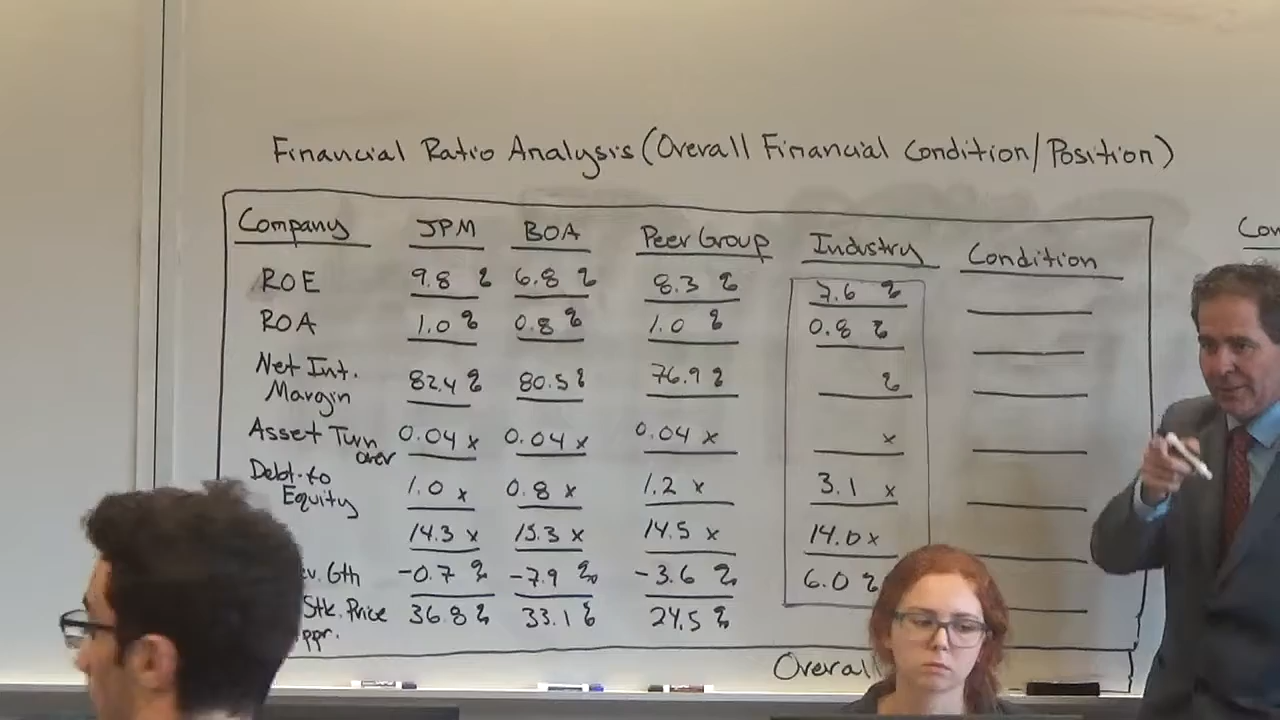 Financial Ratio Analysis (Overall Financial Condition/Position)
Company JPM BOA Peer Group Industry Condition
ROE 9.8 % 6.8 % 8.3 % 7.6 %
ROA 1.0 % 0.8 % 1.0 % 0.8 %
Net Int. Margin 82.4 % 80.5 % 76.9 % %
Asset Turn over 0.04 x 0.04 x 0.04 x x
Debt-to Equity 1.0 x 0.8 x 1.2 x 3.1 x
14.3 x 15.3 x 14.5 x 14.0 x
v. Gth -0.7 % -7.9 % -3.6 % 6.0 %
Stk. Price ppr. 36.8 % 33.1 % 24.5 %
Overall